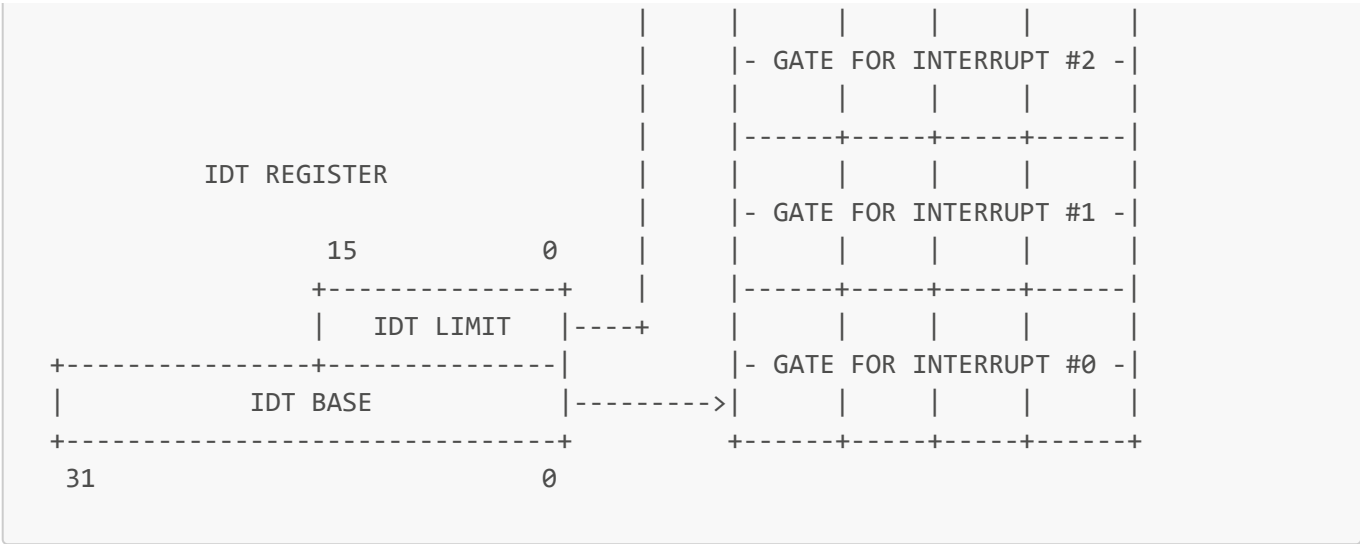 |     |      |     |     |      |
                                          |     |- GATE FOR INTERRUPT #2 -|
                                          |     |      |     |     |      |
                                          |     |------+-----+-----+------|
             IDT REGISTER                 |     |      |     |     |      |
                                          |     |- GATE FOR INTERRUPT #1 -|
                     15            0      |     |      |     |     |      |
                    +---------------+     |     |------+-----+-----+------|
                    |   IDT LIMIT   |----+      |      |     |     |      |
   +----------------+---------------|           |- GATE FOR INTERRUPT #0 -|
   |            IDT BASE            |---------->|      |     |     |      |
   +--------------------------------+           +------+-----+-----+------+
    31                             0